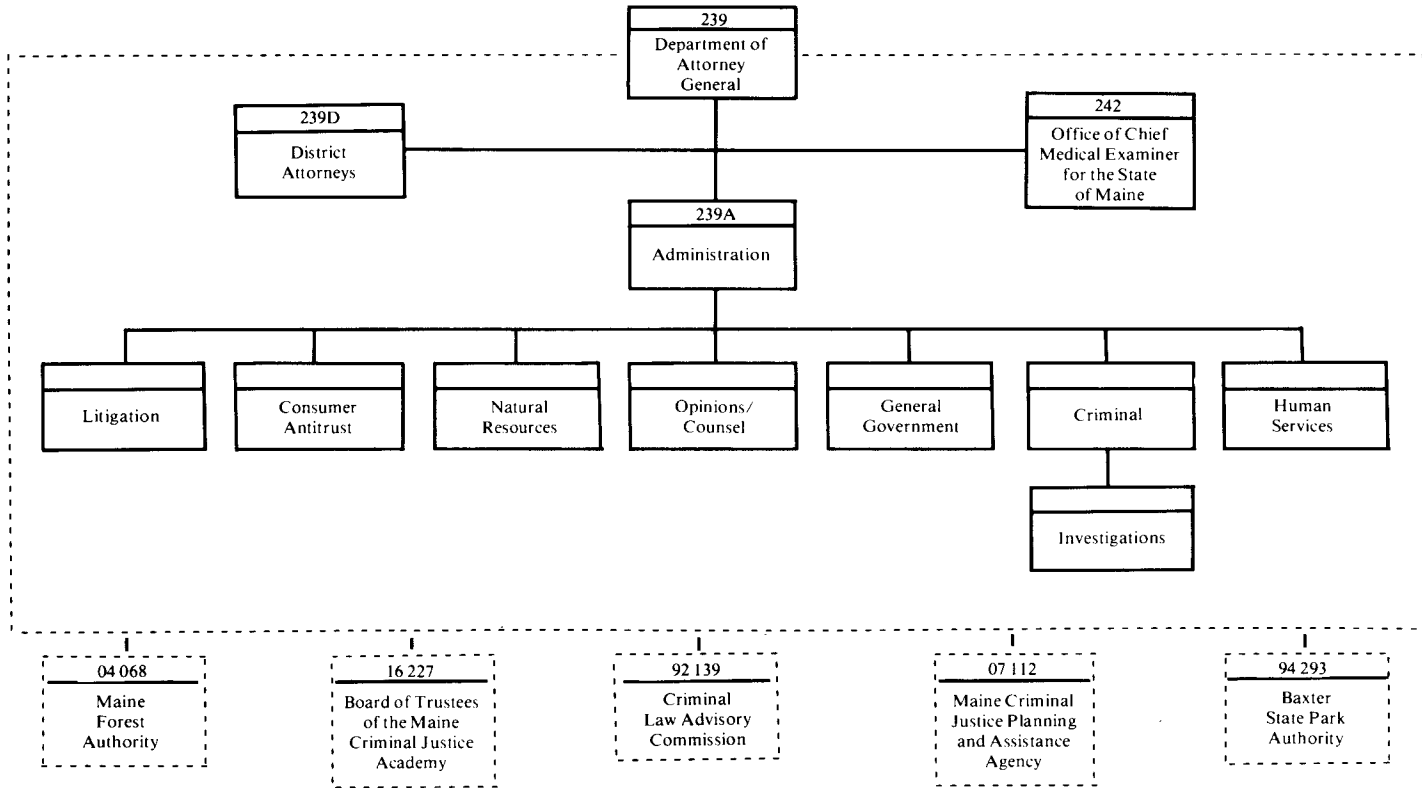 239
Department of
Attorney
General
239D
District
Attorneys
242
Office of Chief
Medical Examiner
for the State
of Maine
239A
Administration
Litigation
Consumer
Antitrust
Natural
Resources
Opinions/
Counsel
General
Government
Criminal
Human
Services
Investigations
04 068
Maine
Forest
Authority
16 227
Board of Trustees
of the Maine
Criminal Justice
Academy
92 139
Criminal
Law Advisory
Commission
07 112
Maine Criminal
Justice Planning
and Assistance
Agency
94 293
Baxter
State Park
Authority